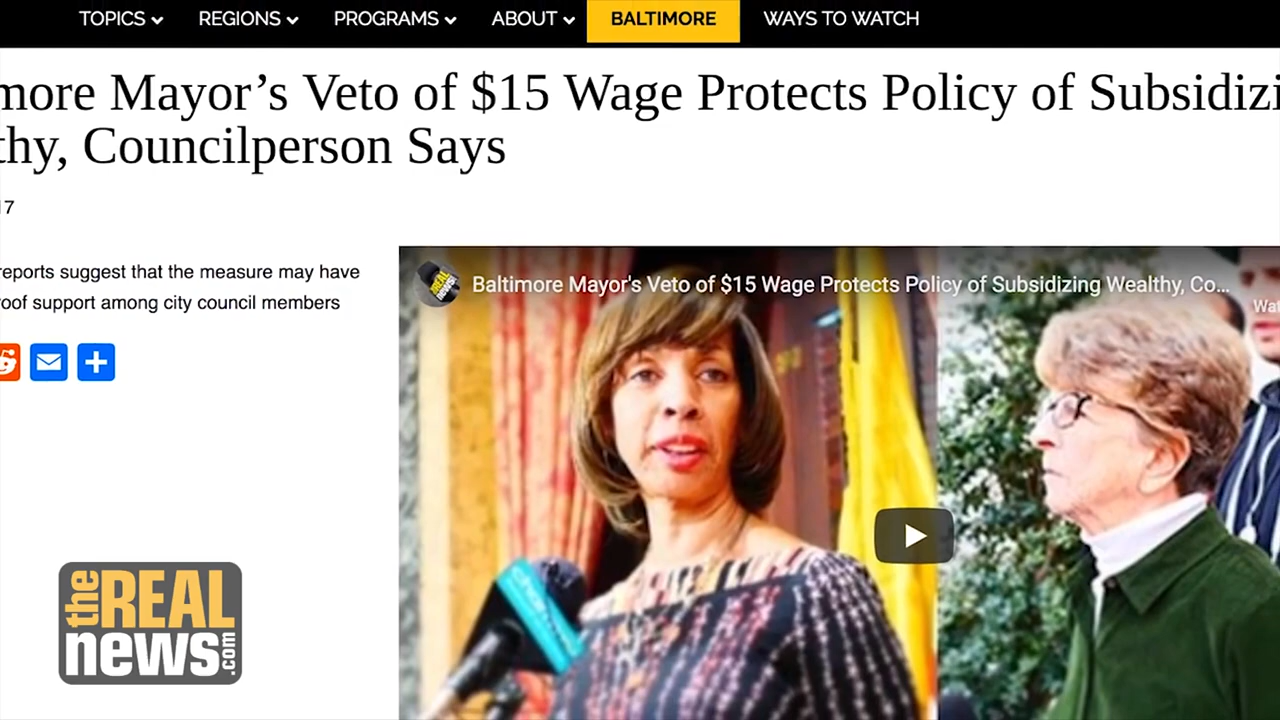 TOPICS REGIONS PROGRAMS ABOUT BALTIMORE WAYS TO WATCH
more Mayor’s Veto of $15 Wage Protects Policy of Subsidizi
thy, Councilperson Says
17
reports suggest that the measure may have
oof support among city council members
Baltimore Mayor's Veto of $15 Wage Protects Policy of Subsidizing Wealthy, Co...
Wat
the REAL
news.com